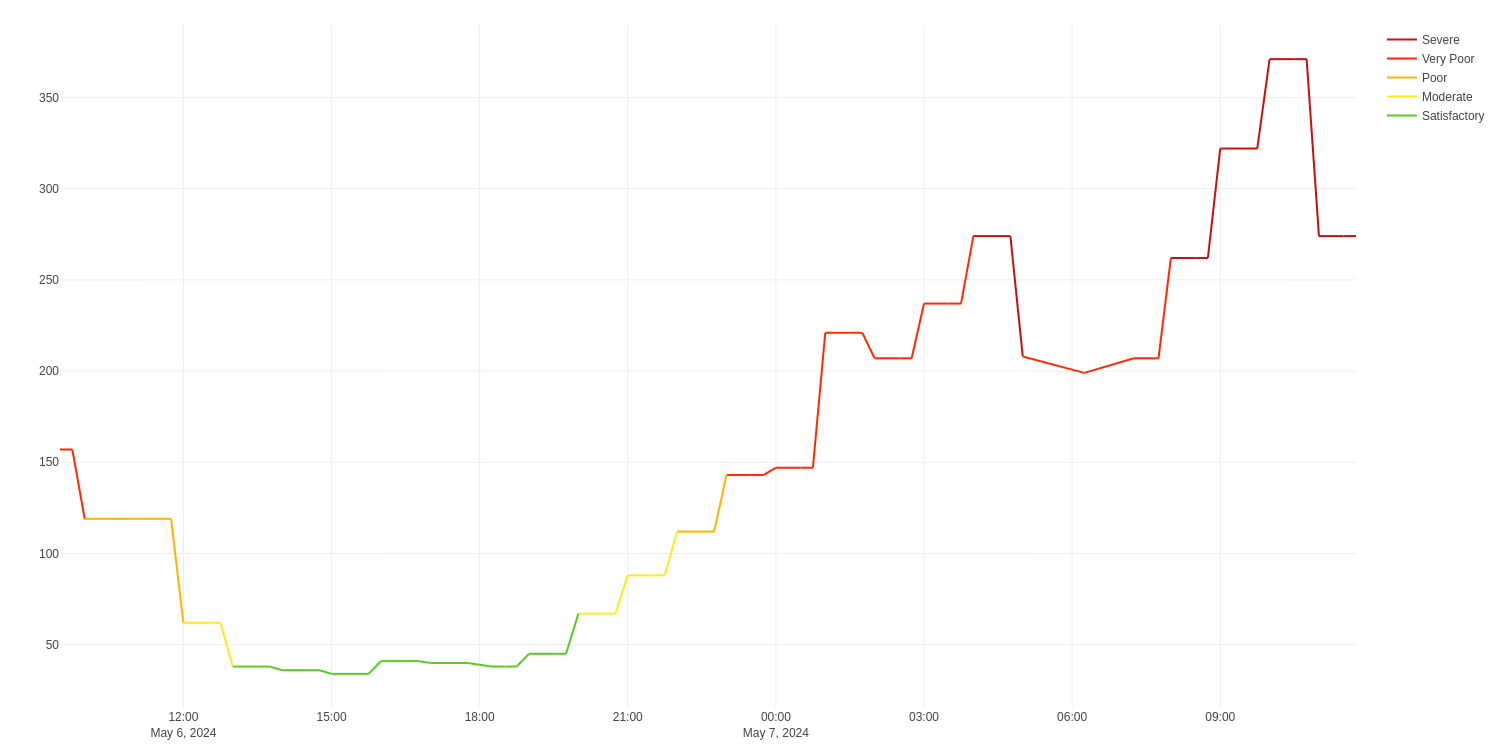 Severe
Very Poor
Poor
Moderate
Satisfactory
350
300
250
200
150
100
50
12:00 15:00 18:00 21:00 00:00 03:00 06:00 09:00
May 6, 2024 May 7, 2024